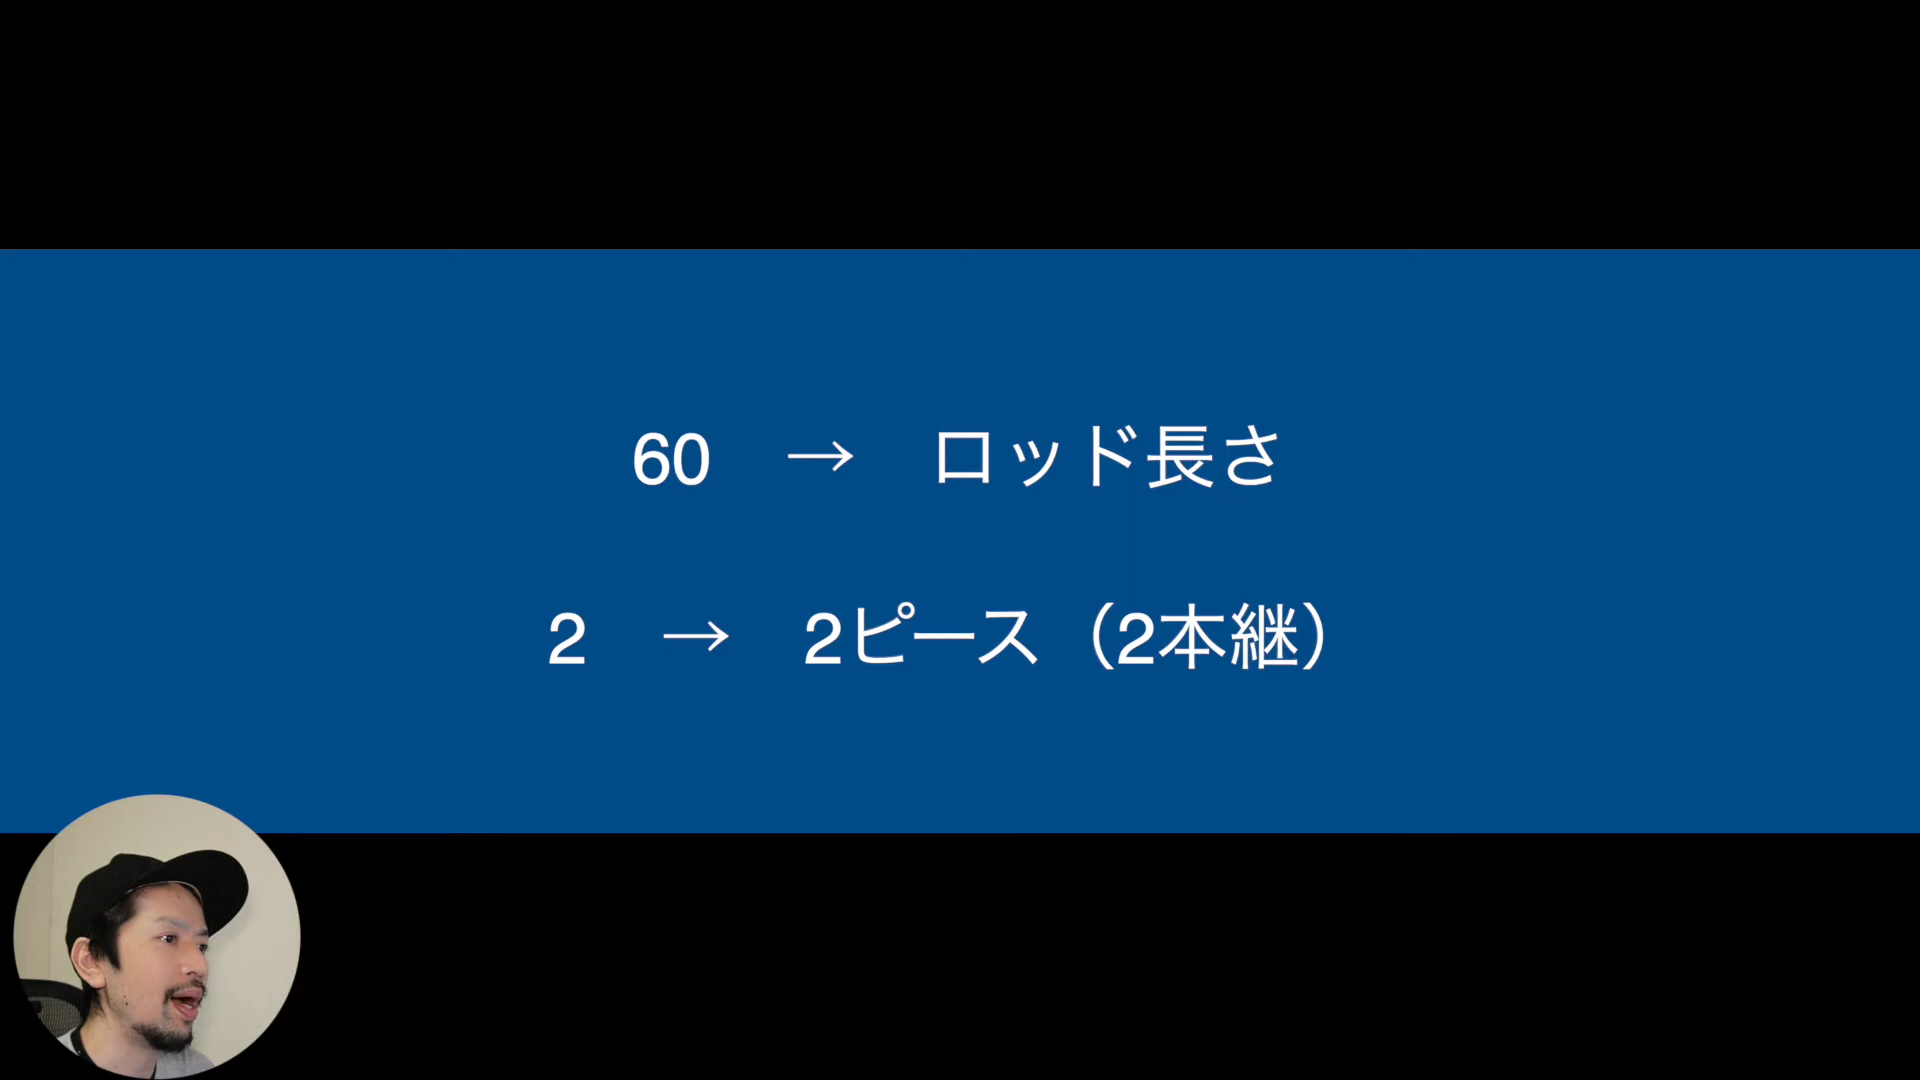 60　→　ロッド長さ
2　→　2ピース（2本継）